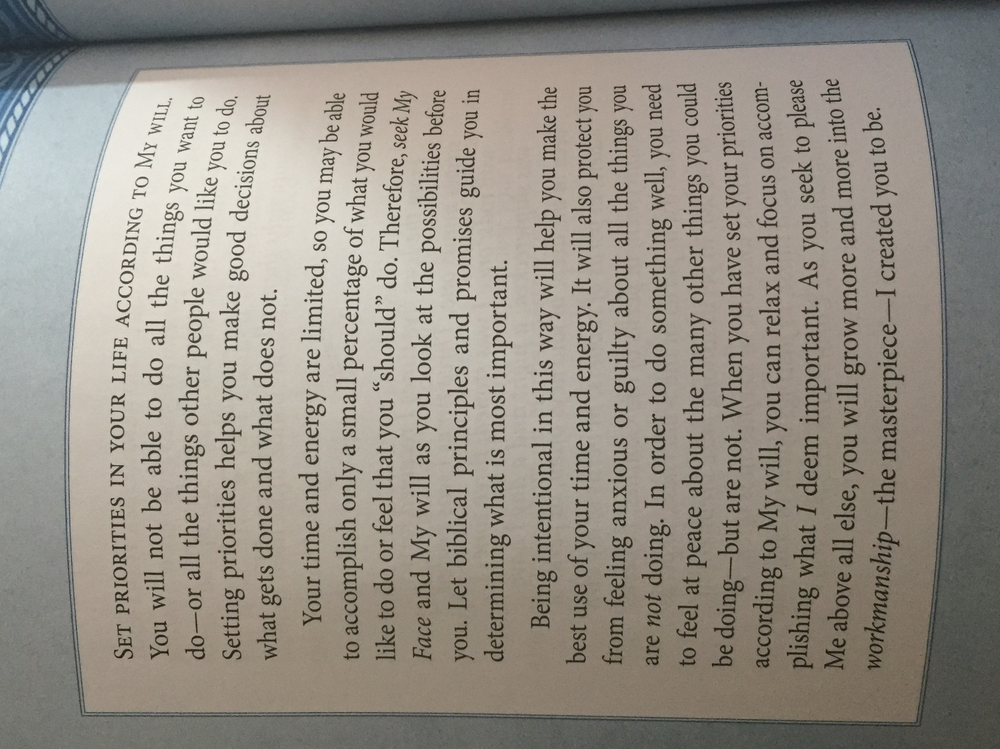 SET PRIORITIES IN YOUR LIFE ACCORDING TO MY WILL.
You will not be able to do all the things you want to
do—or all the things other people would like you to do.
Setting priorities helps you make good decisions about
what gets done and what does not.
Your time and energy are limited, so you may be able
to accomplish only a small percentage of what you would
like to do or feel that you “should” do. Therefore, seek My
Face and My will as you look at the possibilities before
you. Let biblical principles and promises guide you in
determining what is most important.
Being intentional in this way will help you make the
best use of your time and energy. It will also protect you
from feeling anxious or guilty about all the things you
are not doing. In order to do something well, you need
to feel at peace about the many other things you could
be doing—but are not. When you have set your priorities
according to My will, you can relax and focus on accom-
plishing what I deem important. As you seek to please
Me above all else, you will grow more and more into the
workmanship—the masterpiece—I created you to be.